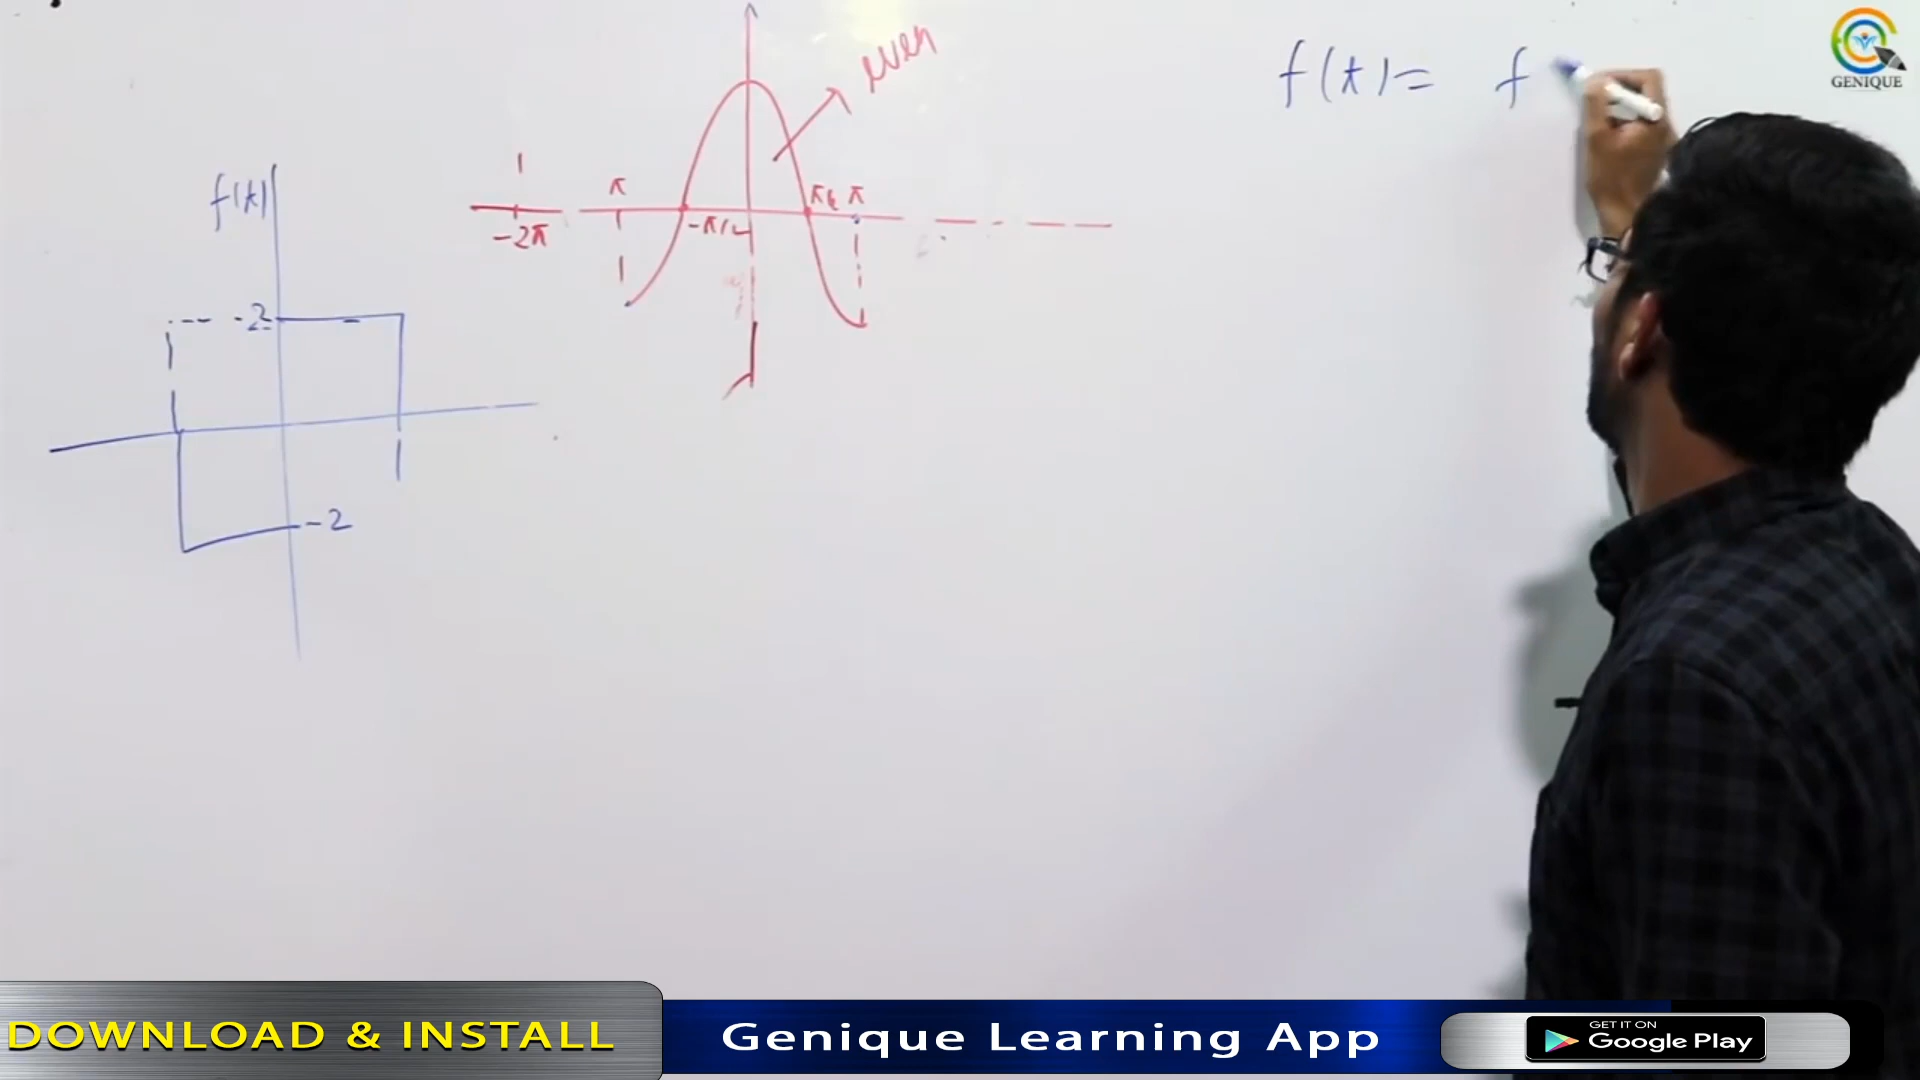 f(t) = f
even
f(t)
π
π/2 π
-2π
-π/2
-2
-2
GENIQUE
DOWNLOAD & INSTALL
Genique Learning App
GET IT ON
Google Play